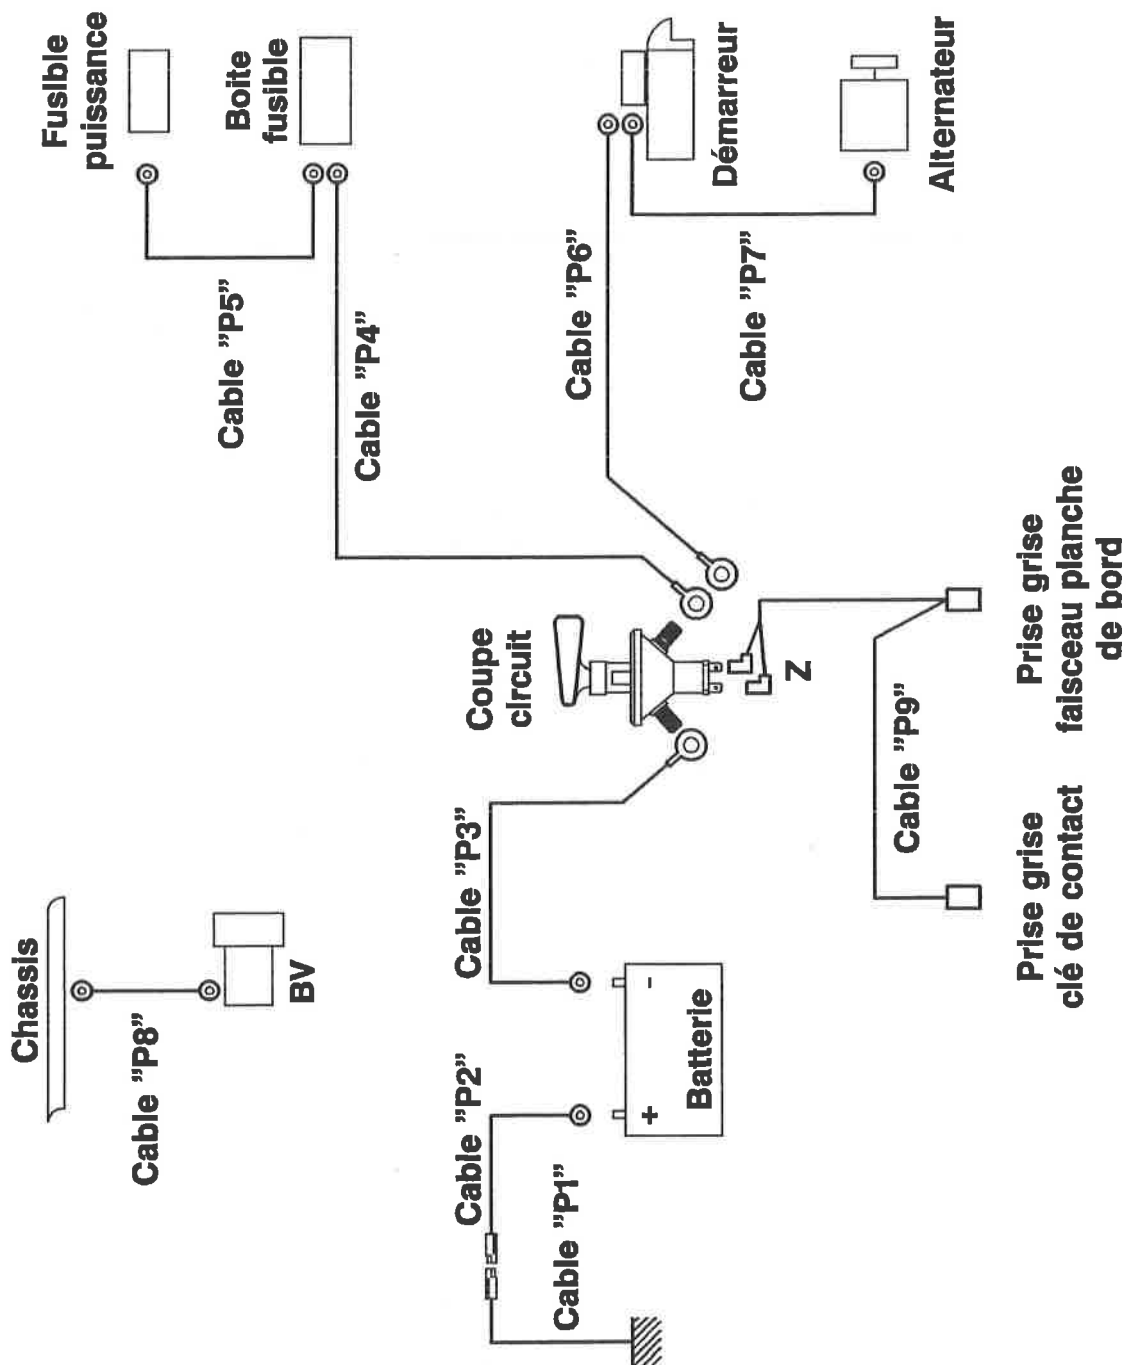 Chassis
Cable "P8"
BV
Cable "P1"
Cable "P2"
+
-
Batterie
Cable "P3"
Coupe
circuit
Z
Cable "P9"
Prise grise
clé de contact
Prise grise
faisceau planche
de bord
Cable "P5"
Cable "P4"
Fusible
puissance
Boite
fusible
Cable "P6"
Cable "P7"
Démarreur
Alternateur